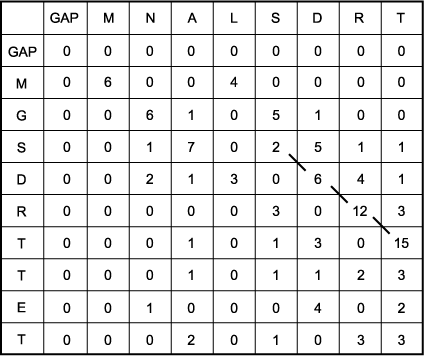 GAP M N A L S D R T
GAP 0 0 0 0 0 0 0 0 0
M 0 6 0 0 4 0 0 0 0
G 0 0 6 1 0 5 1 0 0
S 0 0 1 7 0 2 5 1 1
D 0 0 2 1 3 0 6 4 1
R 0 0 0 0 0 3 0 12 3
T 0 0 0 1 0 1 3 0 15
T 0 0 0 1 0 1 1 2 3
E 0 0 1 0 0 0 4 0 2
T 0 0 0 2 0 1 0 3 3